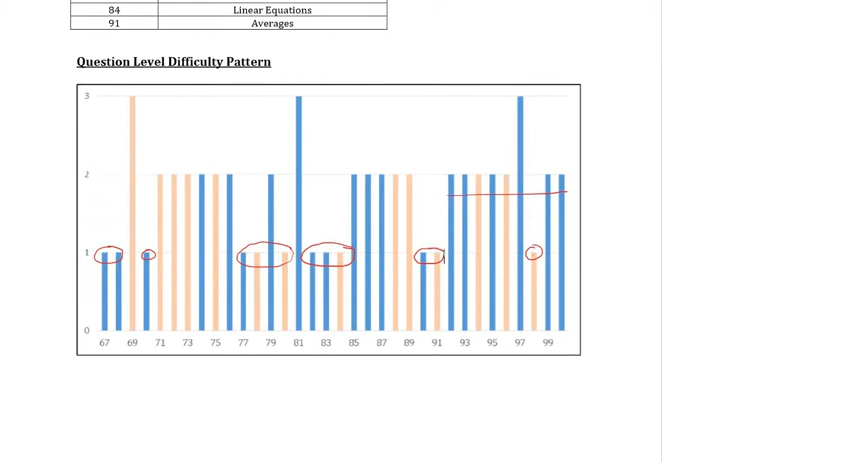 84 Linear Equations
91 Averages
Question Level Difficulty Pattern
3
2
1
0
67 69 71 73 75 77 79 81 83 85 87 89 91 93 95 97 99